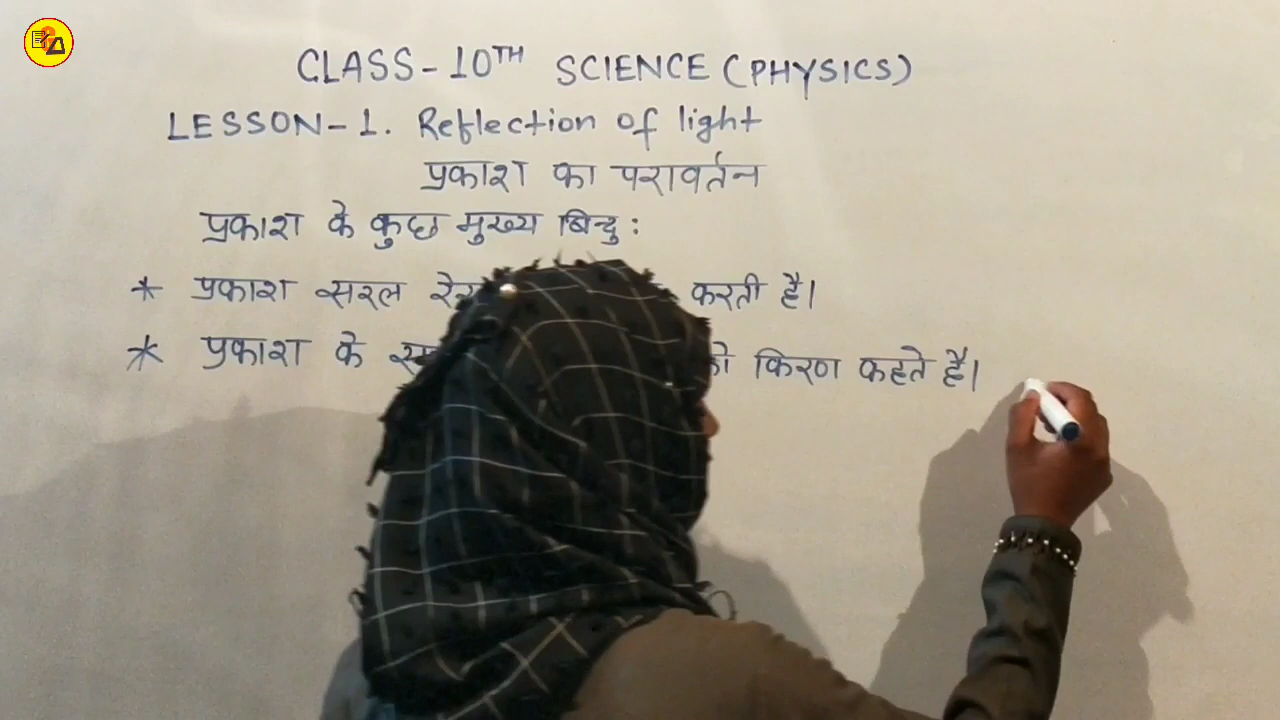 CLASS-10TH SCIENCE (PHYSICS)
LESSON-1. Reflection of light
प्रकाश का परावर्तन
प्रकाश के कुछ मुख्य बिन्दु :
* प्रकाश सरल करती है।
* प्रकाश के को किरण कहते है।